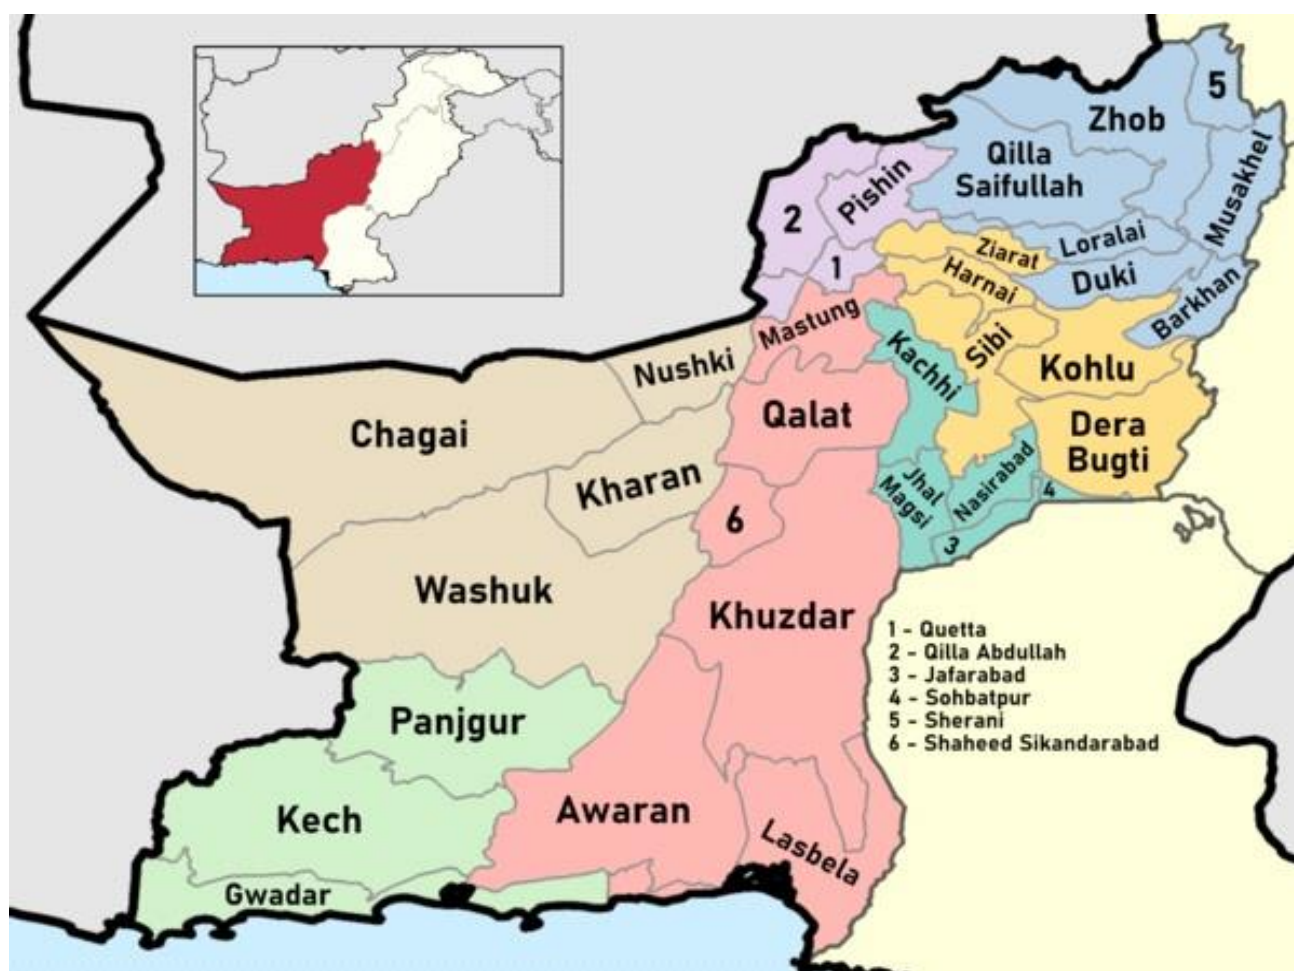 Zhob
5
Qilla
Saifullah
Musakhel
Pishin
2
1
Ziarat
Loralai
Harnai
Duki
Barkhan
Mastung
Nushki
Kachhi
Sibi
Kohlu
Chagai
Qalat
Dera
Bugti
Kharan
Jhal
Magsi
Nasirabad
4
6
3
Washuk
Khuzdar
1 - Quetta
2 - Qilla Abdullah
3 - Jafarabad
4 - Sohbatpur
5 - Sherani
6 - Shaheed Sikandarabad
Panjgur
Kech
Awaran
Lasbela
Gwadar